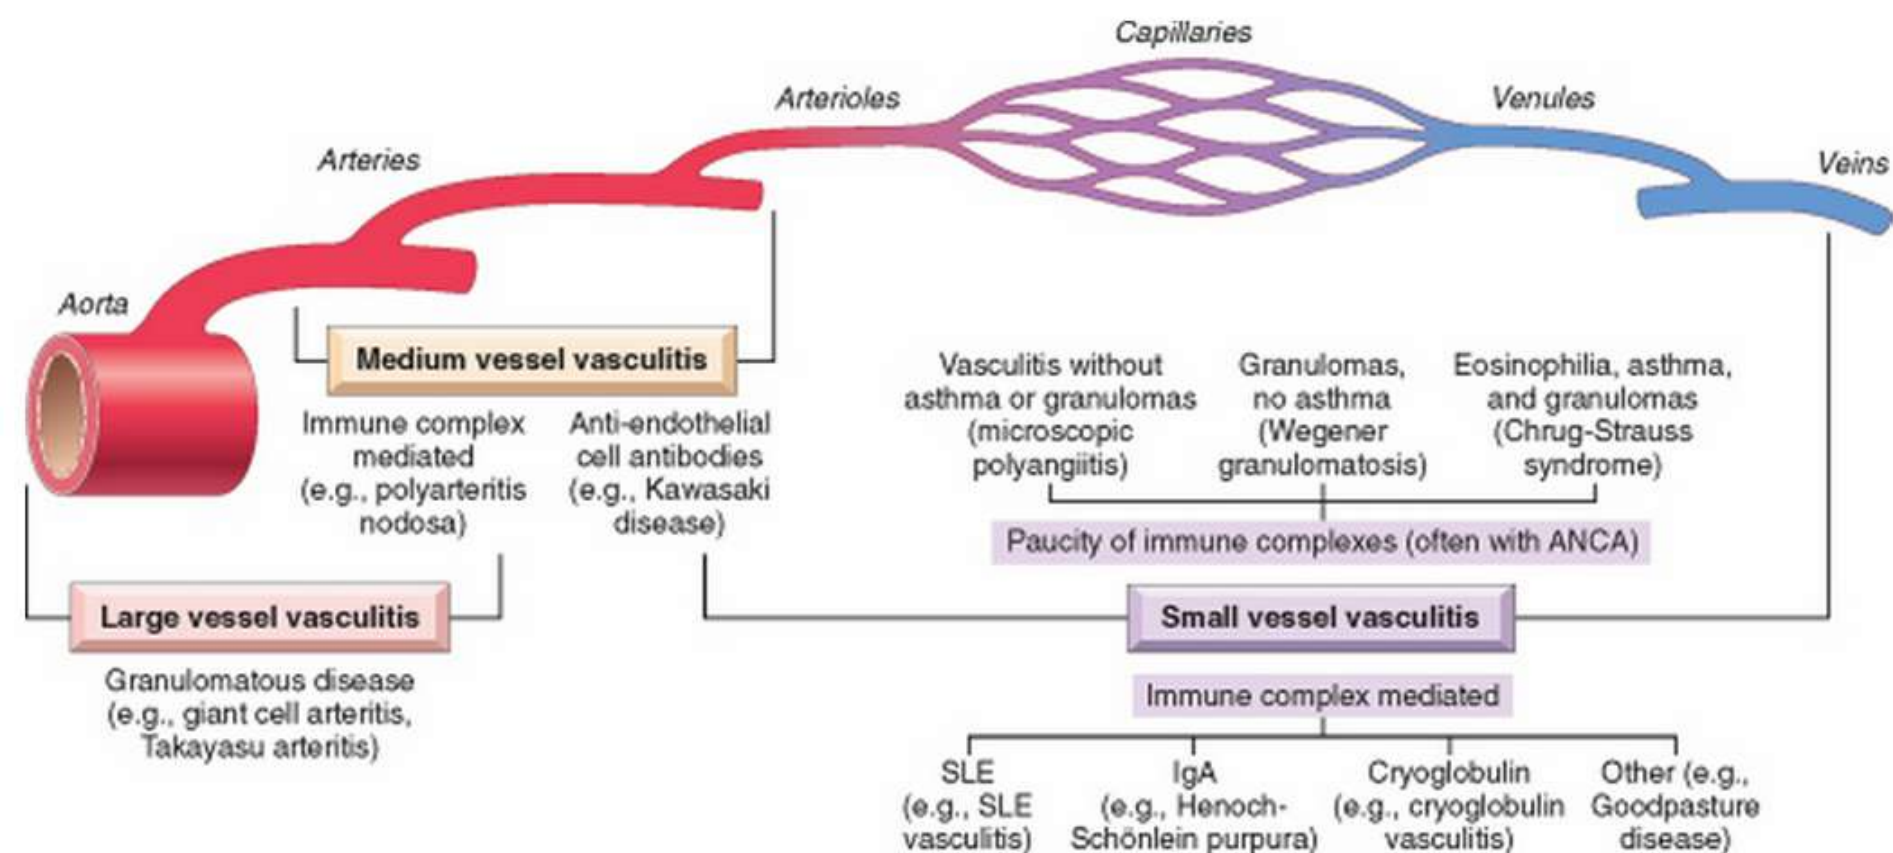 Capillaries
Arterioles
Venules
Arteries
Veins
Aorta
Medium vessel vasculitis
Immune complex
mediated
(e.g., polyarteritis
nodosa)
Anti-endothelial
cell antibodies
(e.g., Kawasaki
disease)
Vasculitis without
asthma or granulomas
(microscopic
polyangiitis)
Granulomas,
no asthma
(Wegener
granulomatosis)
Eosinophilia, asthma,
and granulomas
(Chrug-Strauss
syndrome)
Paucity of immune complexes (often with ANCA)
Large vessel vasculitis
Granulomatous disease
(e.g., giant cell arteritis,
Takayasu arteritis)
Small vessel vasculitis
Immune complex mediated
SLE
(e.g., SLE
vasculitis)
IgA
(e.g., Henoch-
Schönlein purpura)
Cryoglobulin
(e.g., cryoglobulin
vasculitis)
Other (e.g.,
Goodpasture
disease)